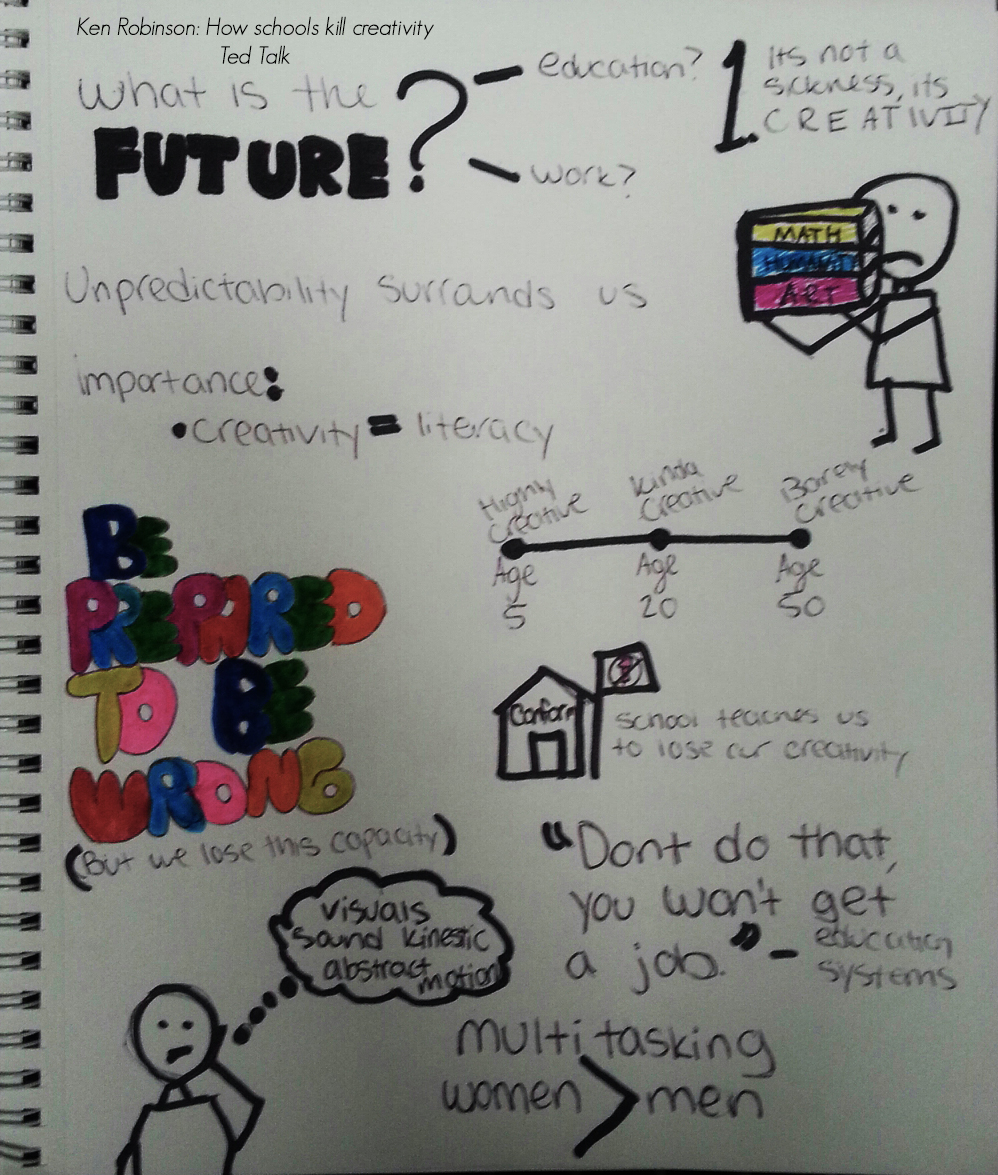 Ken Robinson: How schools kill creativity
Ted Talk
What is the
FUTURE?
education?
work?
1. Its not a
sickness, its
CREATIVITY
MATH
HUMANITY
ART
Unpredictability surrands us
importance:
• creativity = literacy
Highly
Creative
Kinda
Creative
Barely
Creative
Age
5
Age
20
Age
50
BE
PREPARED
TO BE
WRONG
(But we lose this capacity)
Conform
School teaches us
to lose our creativity
"Dont do that,
you won't get
a job." - education
systems
visuals
sound kinestic
abstract motion
multitasking
women > men